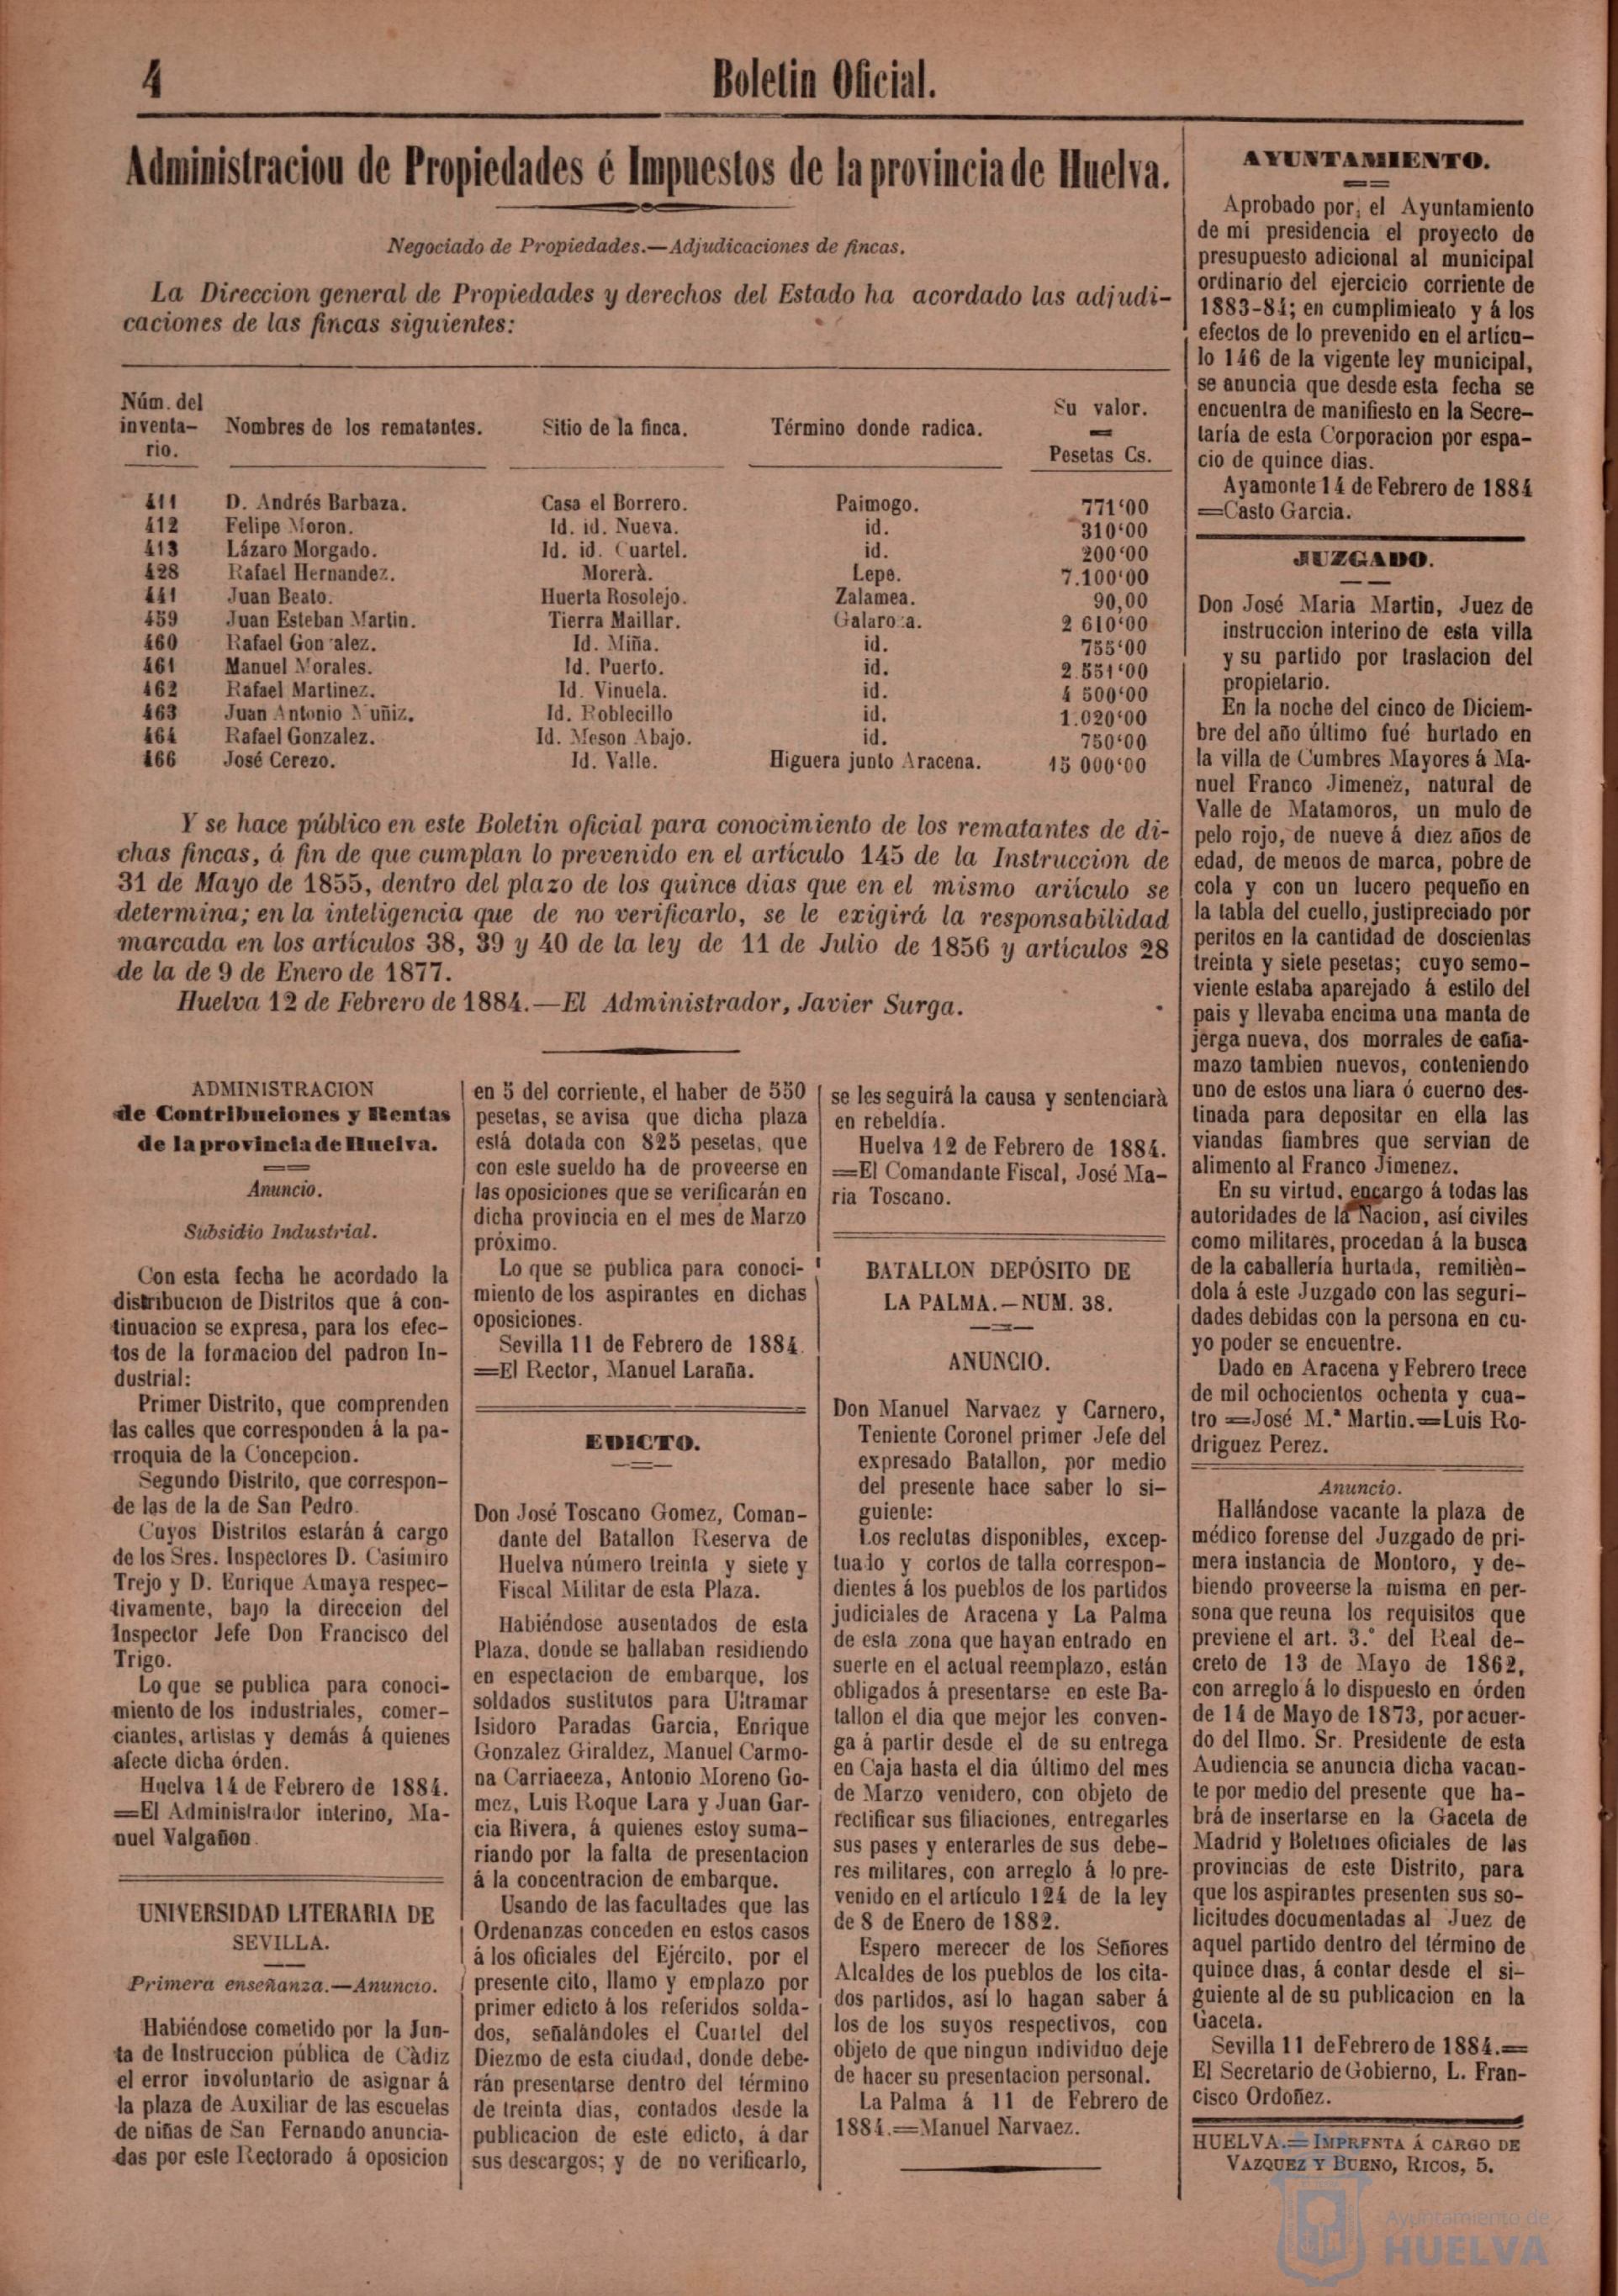 4
Boletin Oficial.
Administracion de Propiedades é Impuestos de la provincia de Huelva.
Negociado de Propiedades.—Adjudicaciones de fincas.
La Direccion general de Propiedades y derechos del Estado ha acordado las adjudi-
caciones de las fincas siguientes:
Núm. del inventa- rio. Nombres de los rematantes. Sitio de la finca. Término donde radica. Su valor. Pesetas Cs.
411 D. Andrés Barbaza. Casa el Borrero. Paimogo. 771‘00
412 Felipe Moron. Id. id. Nueva. id. 310‘00
413 Lázaro Morgado. Id. id. Cuartel. id. 200‘00
428 Rafael Hernandez. Morerà. Lepe. 7.100‘00
441 Juan Beato. Huerta Rosolejo. Zalamea. 90,00
459 Juan Esteban Martin. Tierra Maillar. Galaroza. 2 610‘00
460 Rafael Gonzalez. Id. Miña. id. 755‘00
461 Manuel Morales. Id. Puerto. id. 2.551‘00
462 Rafael Martinez. Id. Vinuela. id. 4 500‘00
463 Juan Antonio Nuñiz. Id. Roblecillo id. 1.020‘00
464 Rafael Gonzalez. Id. Meson Abajo. id. 750‘00
466 José Cerezo. Id. Valle. Higuera junto Aracena. 15 000‘00
Y se hace público en este Boletin oficial para conocimiento de los rematantes de di-
chas fincas, á fin de que cumplan lo prevenido en el artículo 145 de la Instruccion de
31 de Mayo de 1855, dentro del plazo de los quince dias que en el mismo ariículo se
determina; en la inteligencia que de no verificarlo, se le exigirá la responsabilidad
marcada en los artículos 38, 39 y 40 de la ley de 11 de Julio de 1856 y artículos 28
de la de 9 de Enero de 1877.
Huelva 12 de Febrero de 1884.—El Administrador, Javier Surga.
ADMINISTRACION
de Contribuciones y Rentas
de la provincia de Huelva.
Anuncio.
Subsidio Industrial.
Con esta fecha he acordado la
distribucion de Distritos que á con-
tinuacion se expresa, para los efec-
tos de la formacion del padron In-
dustrial:
Primer Distrito, que comprenden
las calles que corresponden á la pa-
rroquia de la Concepcion.
Segundo Distrito, que correspon-
de las de la de San Pedro.
Cuyos Distritos estarán á cargo
de los Sres. Inspectores D. Casimiro
Trejo y D. Enrique Amaya respec-
tivamente, bajo la direccion del
Inspector Jefe Don Francisco del
Trigo.
Lo que se publica para conoci-
miento de los industriales, comer-
ciantes, artistas y demás á quienes
afecte dicha órden.
Huelva 14 de Febrero de 1884.
=El Administrador interino, Ma-
nuel Valgañon.
UNIVERSIDAD LITERARIA DE
SEVILLA.
Primera enseñanza.—Anuncio.
Habiéndose cometido por la Jun-
ta de Instruccion pública de Càdiz
el error involuntario de asignar á
la plaza de Auxiliar de las escuelas
de niñas de San Fernando anuncia-
das por este Rectorado á oposicion
en 5 del corriente, el haber de 550
pesetas, se avisa que dicha plaza
está dotada con 825 pesetas, que
con este sueldo ha de proveerse en
las oposiciones que se verificarán en
dicha provincia en el mes de Marzo
próximo.
Lo que se publica para conoci-
miento de los aspirantes en dichas
oposiciones.
Sevilla 11 de Febrero de 1884.
=El Rector, Manuel Laraña.
EDICTO.
Don José Toscano Gomez, Coman-
dante del Batallon Reserva de
Huelva número treinta y siete y
Fiscal Militar de esta Plaza.
Habiéndose ausentados de esta
Plaza, donde se hallaban residiendo
en espectacion de embarque, los
soldados sustitutos para Ultramar
Isidoro Paradas Garcia, Enrique
Gonzalez Giraldez, Manuel Carmo-
na Carriaeeza, Antonio Moreno Go-
mez, Luis Roque Lara y Juan Gar-
cia Rivera, á quienes estoy suma-
riando por la falta de presentacion
á la concentracion de embarque.
Usando de las facultades que las
Ordenanzas conceden en estos casos
á los oficiales del Ejército, por el
presente cito, llamo y emplazo por
primer edicto à los referidos solda-
dos, señalándoles el Cuartel del
Diezmo de esta ciudad, donde debe-
rán presentarse dentro del término
de treinta dias, contados desde la
publicacion de este edicto, á dar
sus descargos; y de no verificarlo,
se les seguirá la causa y sentenciarà
en rebeldía.
Huelva 12 de Febrero de 1884.
=El Comandante Fiscal, José Ma-
ria Toscano.
BATALLON DEPÓSITO DE
LA PALMA.—NUM. 38.
ANUNCIO.
Don Manuel Narvaez y Carnero,
Teniente Coronel primer Jefe del
expresado Batallon, por medio
del presente hace saber lo si-
guiente:
Los reclutas disponibles, excep-
tuado y cortos de talla correspon-
dientes á los pueblos de los partidos
judiciales de Aracena y La Palma
de esta zona que hayan entrado en
suerte en el actual reemplazo, están
obligados á presentarse en este Ba-
tallon el dia que mejor les conven-
ga á partir desde el de su entrega
en Caja hasta el dia último del mes
de Marzo venidero, con objeto de
rectificar sus filiaciones, entregarles
sus pases y enterarles de sus debe-
res militares, con arreglo á lo pre-
venido en el artículo 124 de la ley
de 8 de Enero de 1882.
Espero merecer de los Señores
Alcaldes de los pueblos de los cita-
dos partidos, así lo hagan saber á
los de los suyos respectivos, con
objeto de que ningun individuo deje
de hacer su presentacion personal.
La Palma á 11 de Febrero de
1884.=Manuel Narvaez.
AYUNTAMIENTO.
Aprobado por, el Ayuntamiento
de mi presidencia el proyecto de
presupuesto adicional al municipal
ordinario del ejercicio corriente de
1883-84; en cumplimiento y á los
efectos de lo prevenido en el artícu-
lo 146 de la vigente ley municipal,
se anuncia que desde esta fecha se
encuentra de manifiesto en la Secre-
taría de esta Corporacion por espa-
cio de quince dias.
Ayamonte 14 de Febrero de 1884
=Casto Garcia.
JUZGADO.
Don José Maria Martin, Juez de
instruccion interino de esta villa
y su partido por traslacion del
propietario.
En la noche del cinco de Diciem-
bre del año último fué hurtado en
la villa de Cumbres Mayores á Ma-
nuel Franco Jimenez, natural de
Valle de Matamoros, un mulo de
pelo rojo, de nueve á diez años de
edad, de menos de marca, pobre de
cola y con un lucero pequeño en
la tabla del cuello, justipreciado por
peritos en la cantidad de doscientas
treinta y siete pesetas; cuyo semo-
viente estaba aparejado á estilo del
pais y llevaba encima una manta de
jerga nueva, dos morrales de caña-
mazo tambien nuevos, conteniendo
uno de estos una liara ó cuerno des-
tinada para depositar en ella las
viandas fiambres que servian de
alimento al Franco Jimenez.
En su virtud, encargo á todas las
autoridades de la Nacion, así civiles
como militares, procedan á la busca
de la caballería hurtada, remitién-
dola á este Juzgado con las seguri-
dades debidas con la persona en cu-
yo poder se encuentre.
Dado en Aracena y Febrero trece
de mil ochocientos ochenta y cua-
tro =José M.ª Martin.=Luis Ro-
driguez Perez.
Anuncio.
Hallándose vacante la plaza de
médico forense del Juzgado de pri-
mera instancia de Montoro, y de-
biendo proveerse la misma en per-
sona que reuna los requisitos que
previene el art. 3.° del Real de-
creto de 13 de Mayo de 1862,
con arreglo á lo dispuesto en órden
de 14 de Mayo de 1873, por acuer-
do del Ilmo. Sr. Presidente de esta
Audiencia se anuncia dicha vacan-
te por medio del presente que ha-
brá de insertarse en la Gaceta de
Madrid y Boletines oficiales de las
provincias de este Distrito, para
que los aspirantes presenten sus so-
licitudes documentadas al Juez de
aquel partido dentro del término de
quince dias, á contar desde el si-
guiente al de su publicacion en la
Gaceta.
Sevilla 11 de Febrero de 1884.=
El Secretario de Gobierno, L. Fran-
cisco Ordoñez.
HUELVA.=IMPRENTA Á CARGO DE
VAZQUEZ Y BUENO, RICOS, 5.
Ayuntamiento de
HUELVA